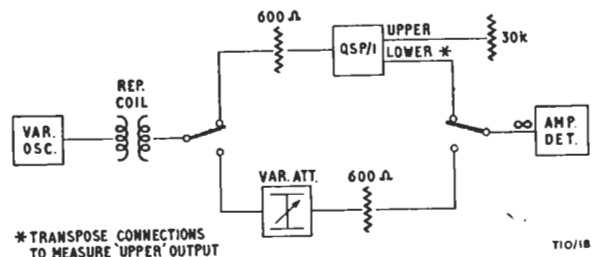 600 Ω
QSP/1
UPPER
LOWER *
30k
REP.
COIL
VAR.
OSC.
∞
AMP.
DET.
VAR. ATT.
600 Ω
* TRANSPOSE CONNECTIONS
TO MEASURE 'UPPER' OUTPUT
T10/18